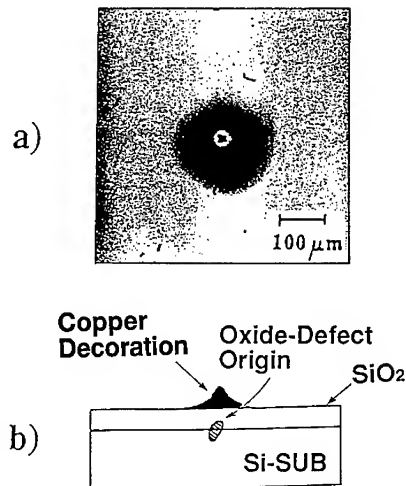 a)
100 μm
Copper
Decoration
Oxide-Defect
Origin
SiO₂
b)
Si-SUB